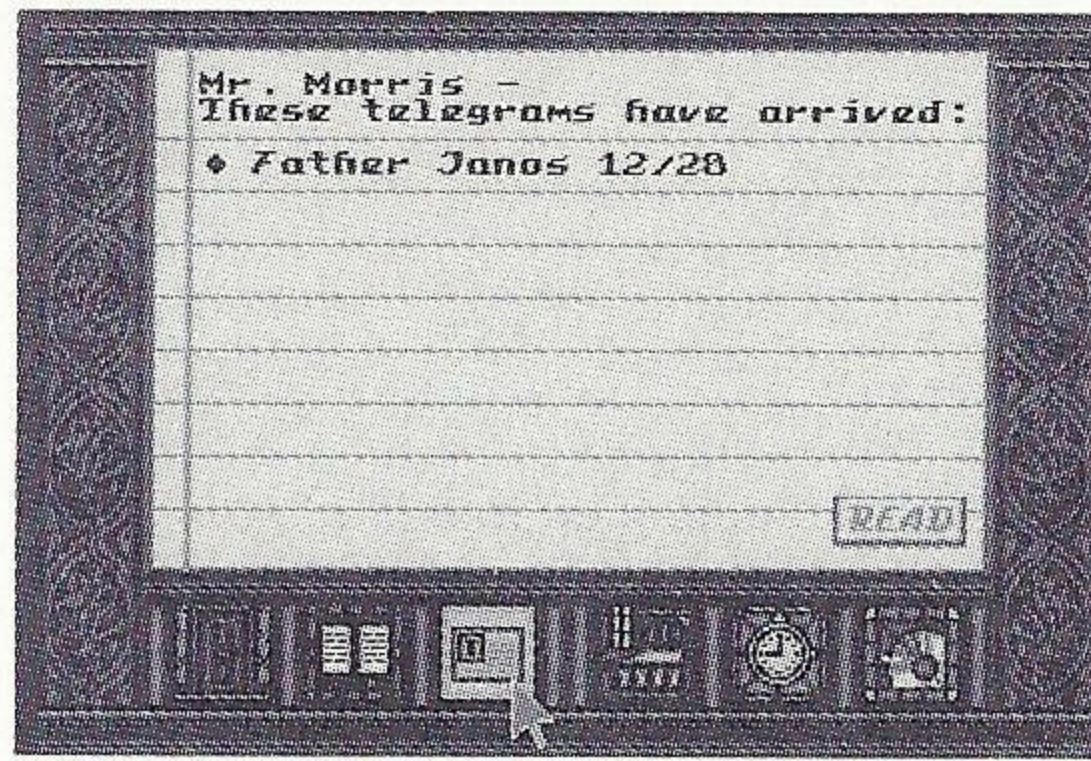 Mr. Morris –
These telegrams have arrived:
◆ Father Janos 12/28
READ